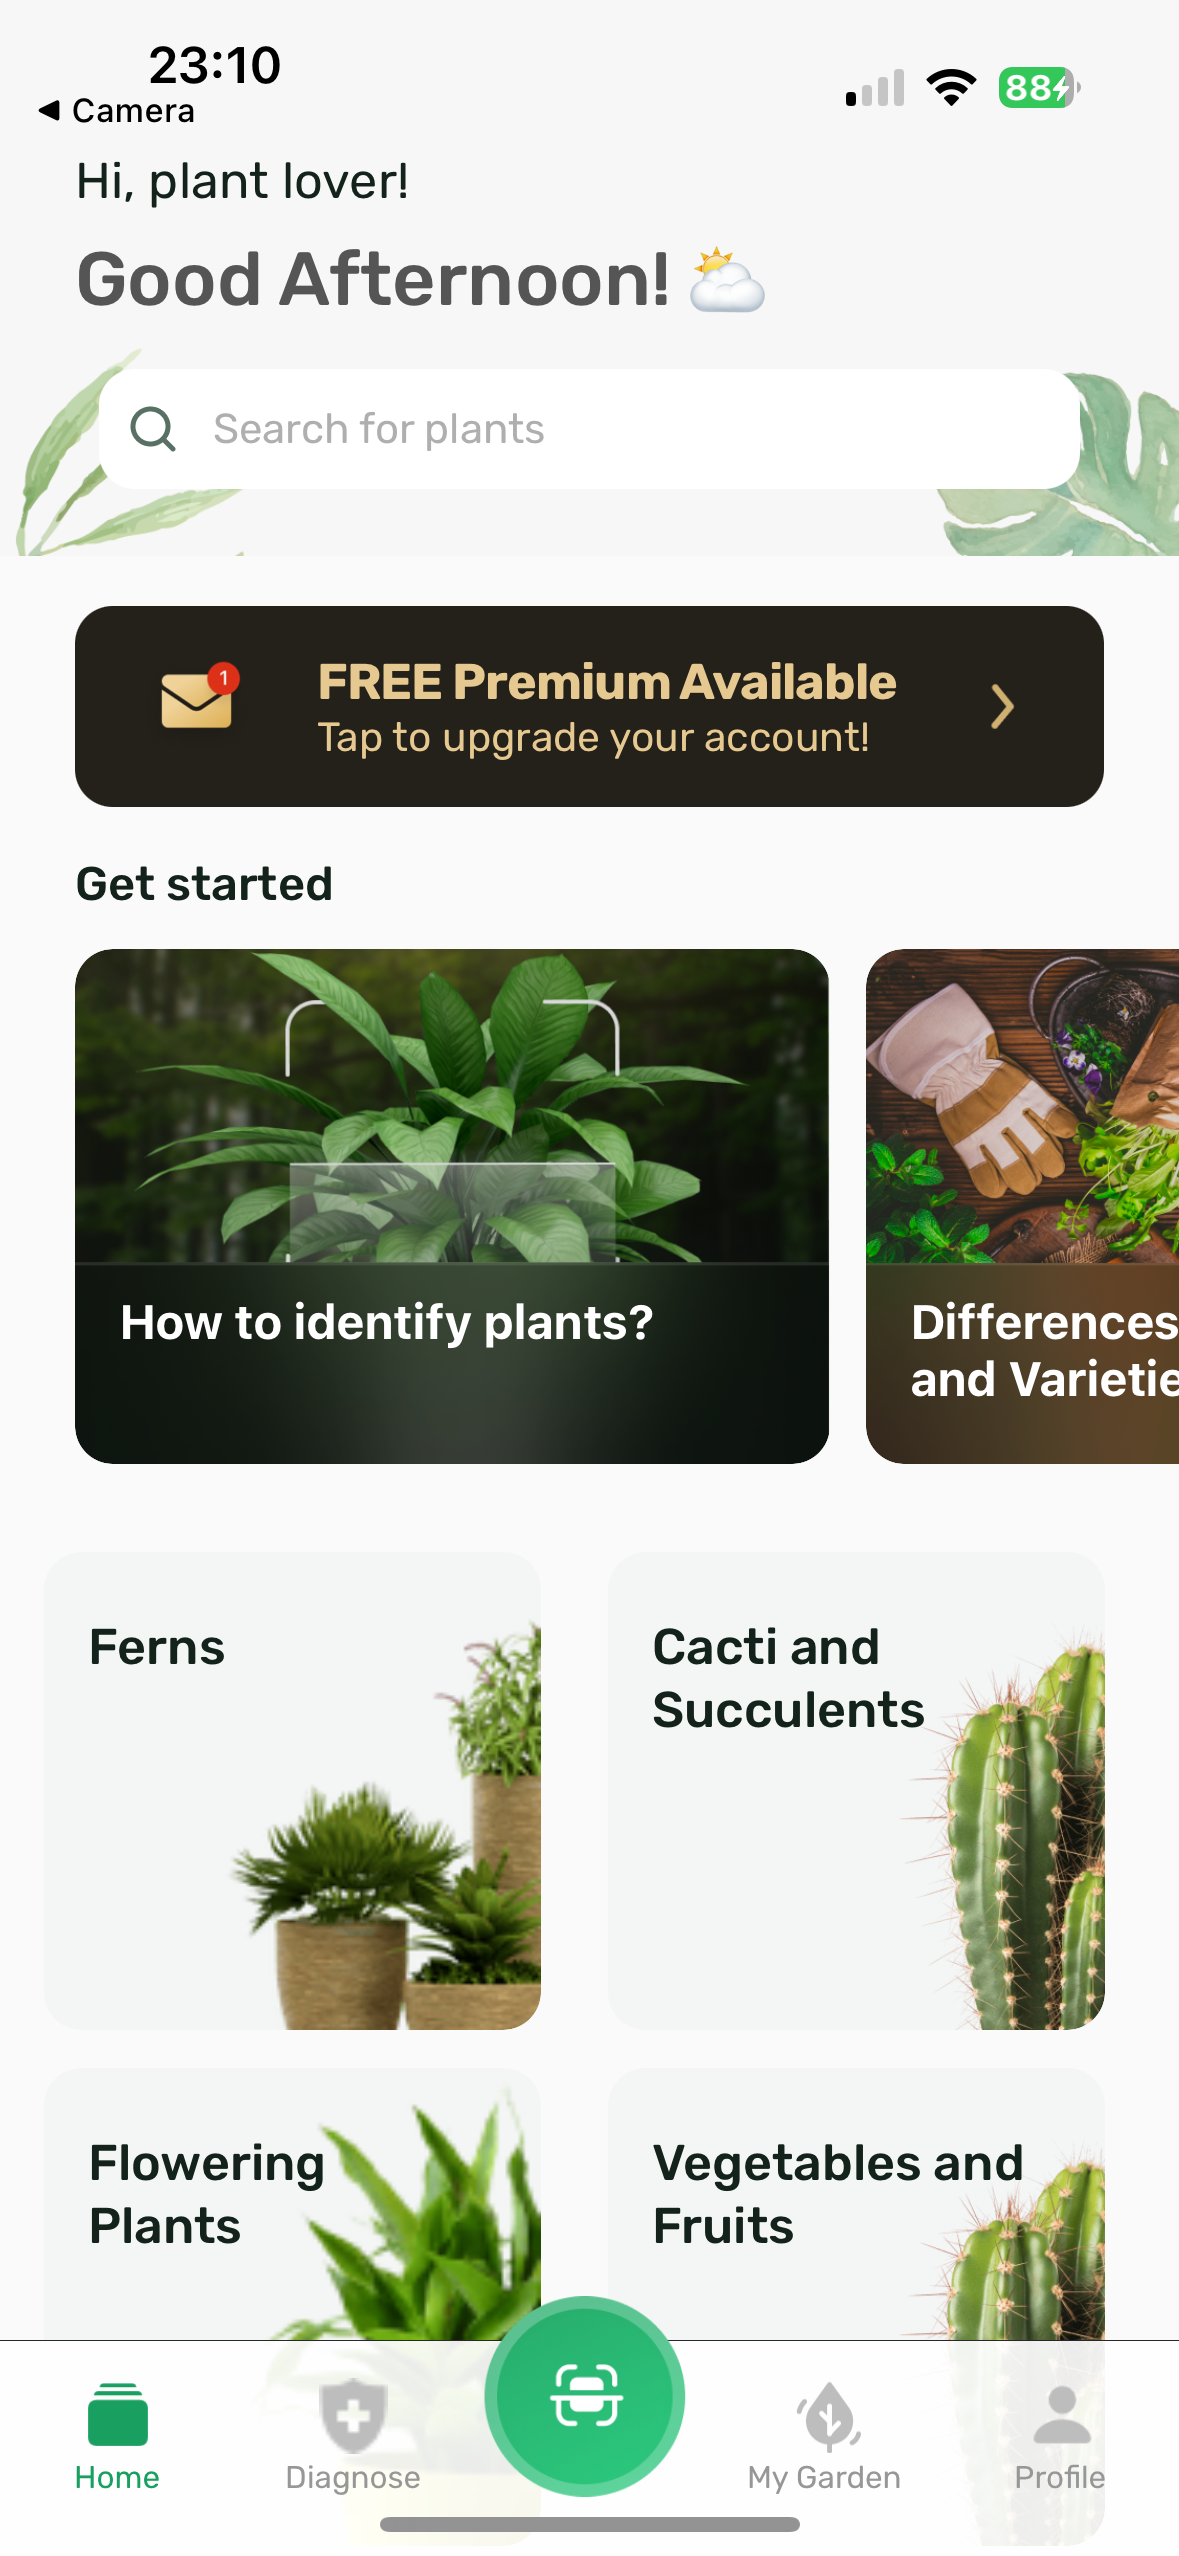 23:10
88
◀ Camera
Hi, plant lover!
Good Afternoon!
Search for plants
1
FREE Premium Available
Tap to upgrade your account!
Get started
How to identify plants?
Differences
and Varietie
Ferns
Cacti and
Succulents
Flowering
Plants
Vegetables and
Fruits
Home
Diagnose
My Garden
Profile